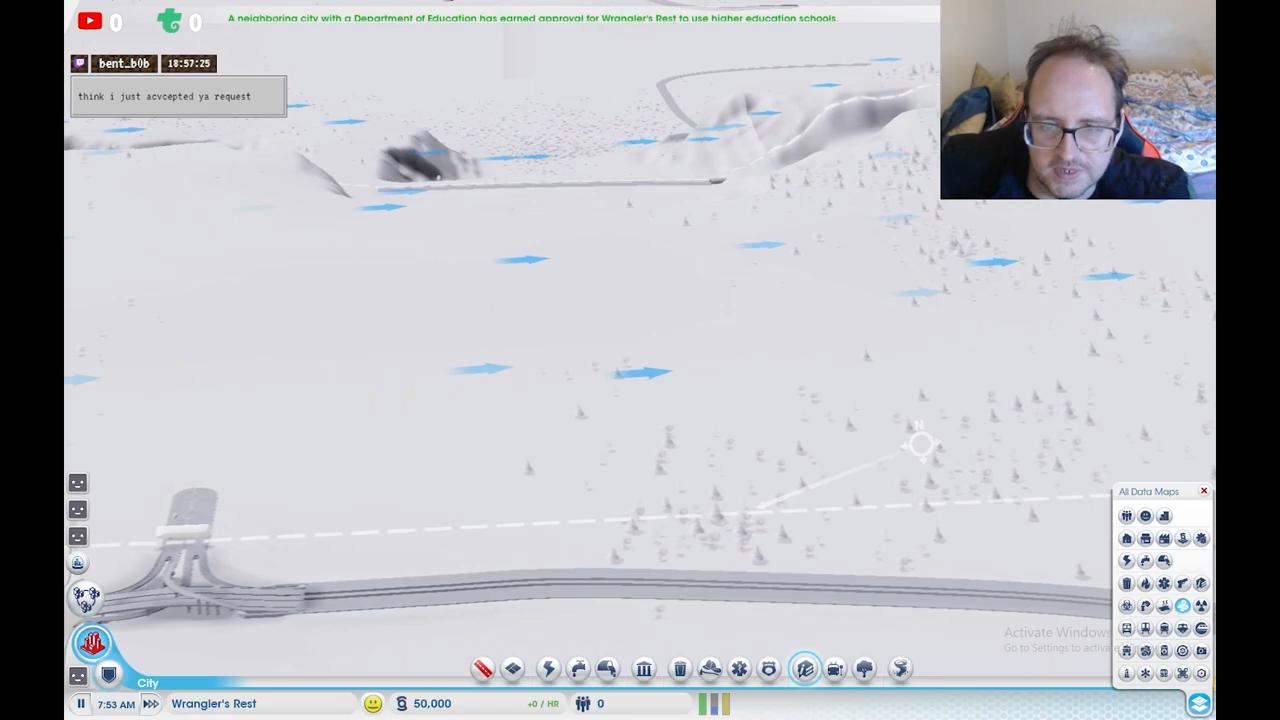 0 0 A neighboring city with a Department of Education has earned approval for Wrangler's Rest to use higher education schools.
bent_b0b 18:57:25
think i just acvcepted ya request
N
All Data Maps
Activate Windows
Go to Settings to activate
City
7:53 AM Wrangler's Rest 50,000 +0 / HR 0